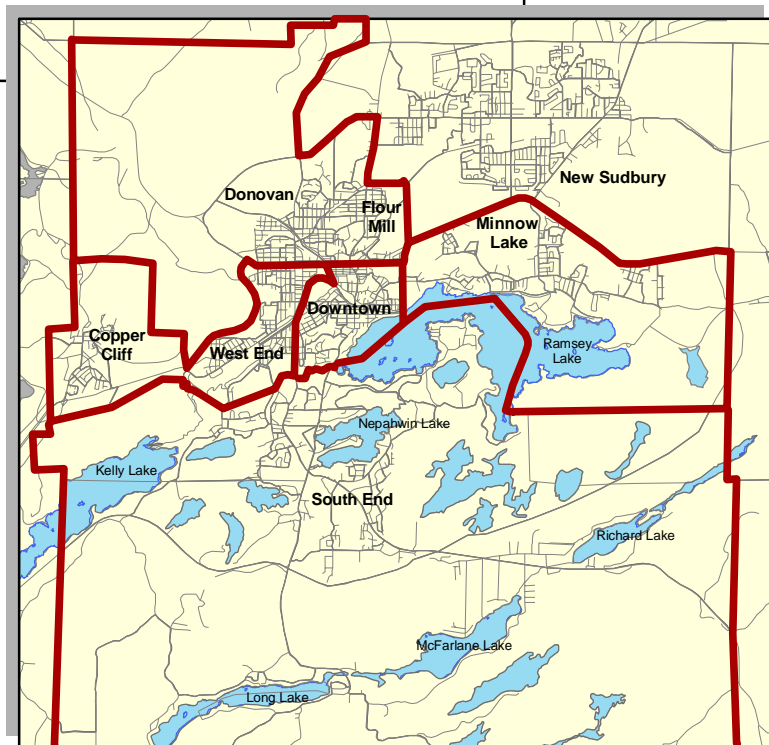 New Sudbury
Donovan
Flour
Mill
Minnow
Lake
Downtown
Copper
Cliff
West End
Ramsey
Lake
Nepahwin Lake
Kelly Lake
South End
Richard Lake
McFarlane Lake
Long Lake